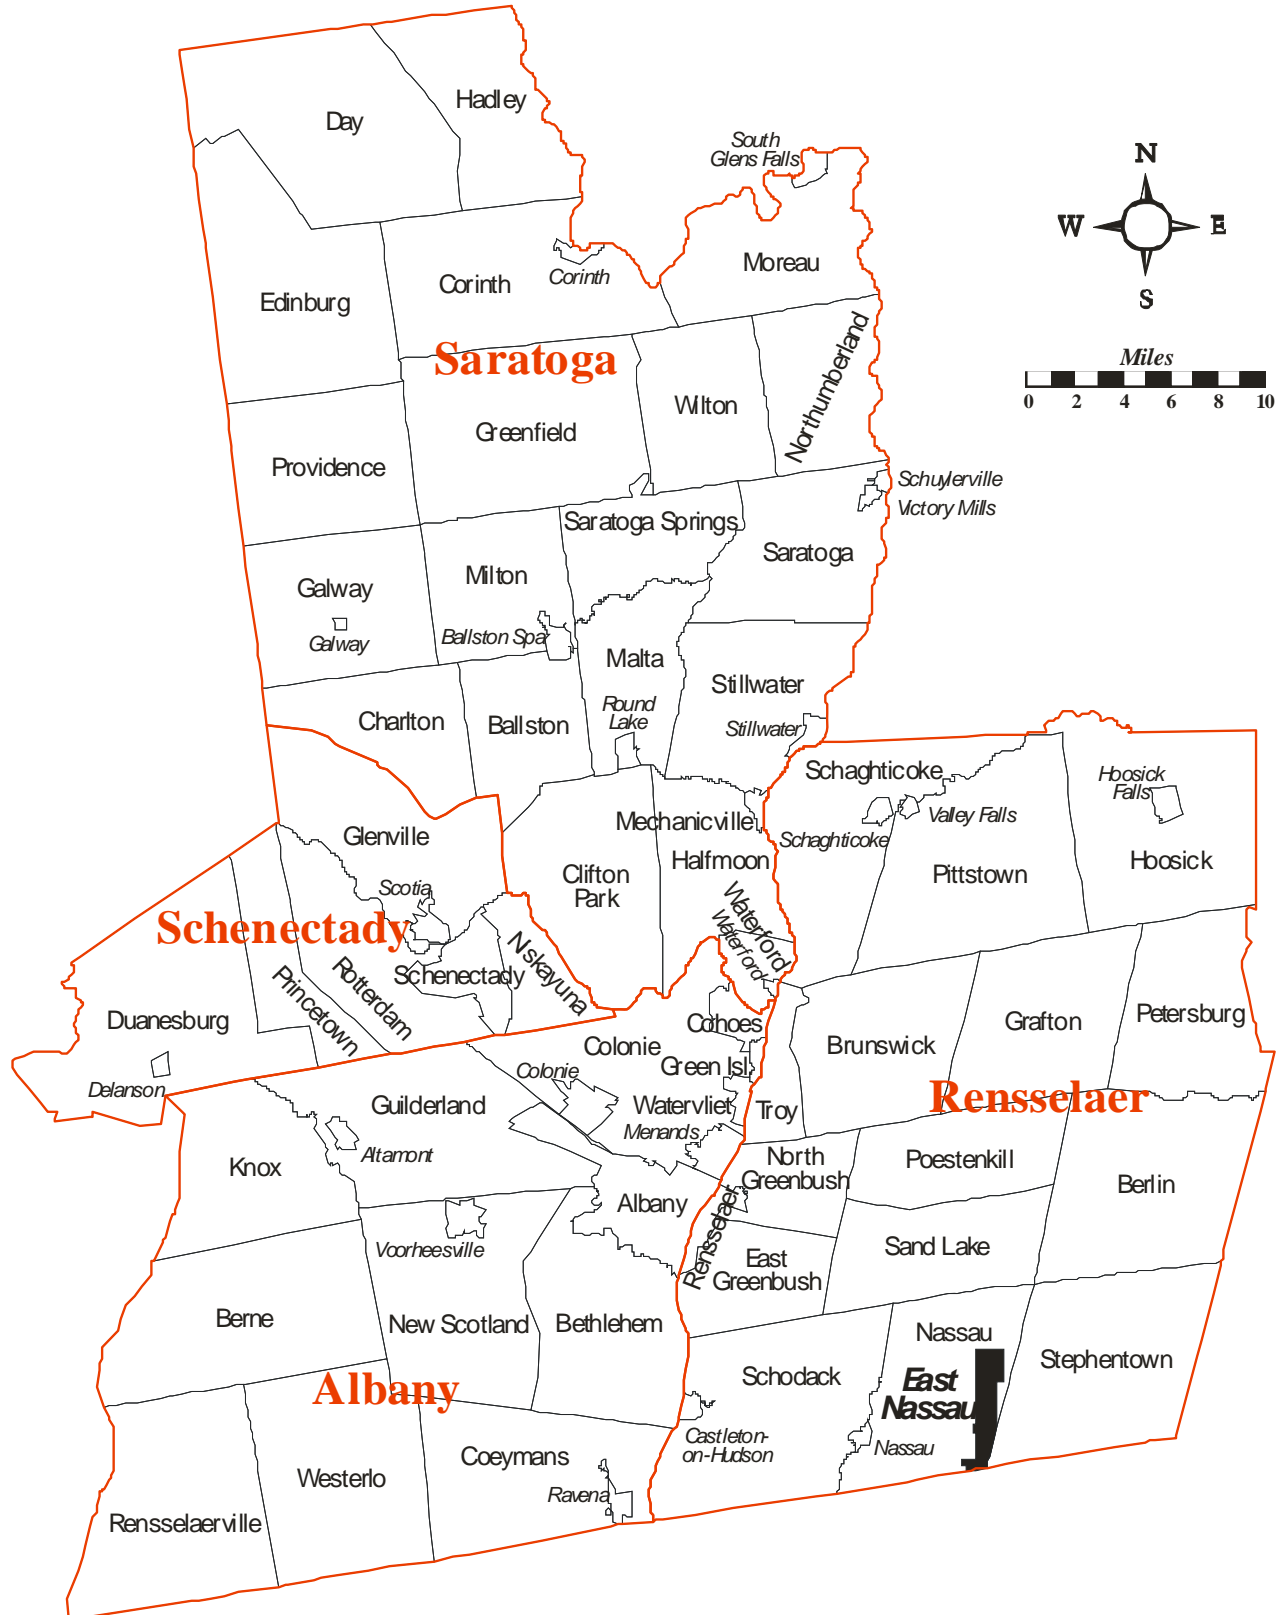 Hadley
Day
South
Glens Falls
N
W
E
S
Moreau
Corinth
Corinth
Edinburg
Northumberland
Miles
0 2 4 6 8 10
Saratoga
Wilton
Greenfield
Providence
Schuylerville
Victory Mills
Saratoga Springs
Saratoga
Milton
Galway
Galway
Ballston Spa
Malta
Stillwater
Round
Lake
Charlton
Ballston
Stillwater
Schaghticoke
Hoosick
Falls
Valley Falls
Schaghticoke
Mechanicville
Glenville
Halfmoon
Hoosick
Clifton
Park
Pittstown
Scotia
Waterford
Waterford
Schenectady
Niskayuna
Schenectady
Rotterdam
Princetown
Duanesburg
Cohoes
Petersburg
Grafton
Brunswick
Colonie
Green Isl.
Colonie
Delanson
Rensselaer
Guilderland
Watervliet
Troy
Menands
Altamont
Knox
North
Greenbush
Poestenkill
Berlin
Albany
Rensselaer
Voorheesville
Sand Lake
East
Greenbush
Berne
New Scotland
Bethlehem
Nassau
Stephentown
Schodack
East
Nassau
Albany
Castleton-
on-Hudson
Nassau
Coeymans
Westerlo
Ravena
Rensselaerville